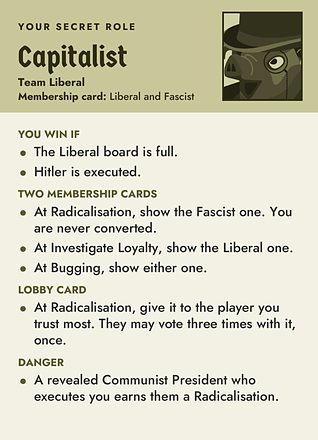 YOUR SECRET ROLE
Capitalist
Team Liberal
Membership card: Liberal and Fascist
YOU WIN IF
• The Liberal board is full.
• Hitler is executed.
TWO MEMBERSHIP CARDS
• At Radicalisation, show the Fascist one. You
are never converted.
• At Investigate Loyalty, show the Liberal one.
• At Bugging, show either one.
LOBBY CARD
• At Radicalisation, give it to the player you
trust most. They may vote three times with it,
once.
DANGER
• A revealed Communist President who
executes you earns them a Radicalisation.